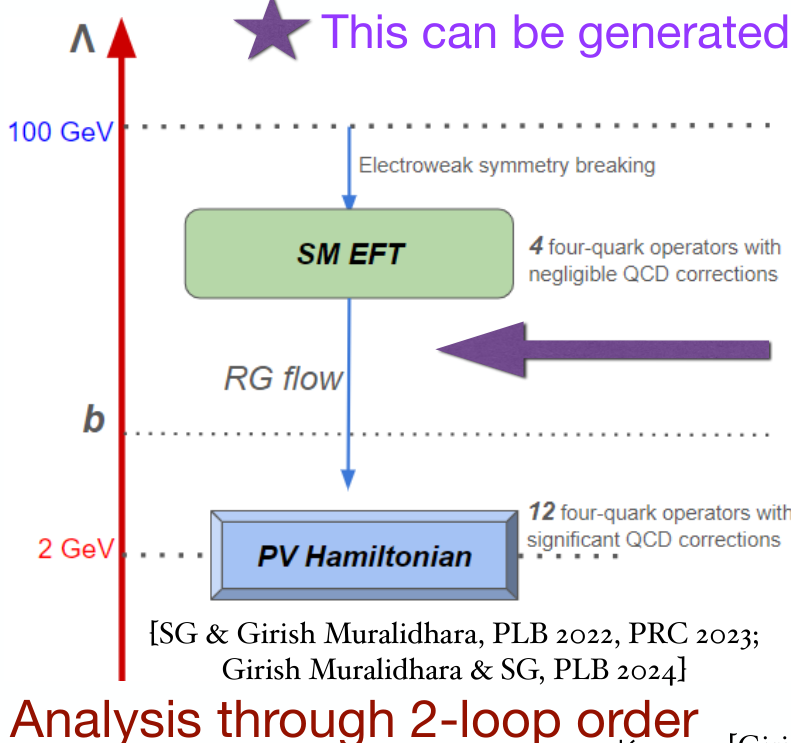 Λ
This can be generated
100 GeV
Electroweak symmetry breaking
SM EFT
4 four-quark operators with
negligible QCD corrections
RG flow
b
12 four-quark operators with
significant QCD corrections
2 GeV
PV Hamiltonian
[SG & Girish Muralidhara, PLB 2022, PRC 2023;
Girish Muralidhara & SG, PLB 2024]
Analysis through 2-loop order